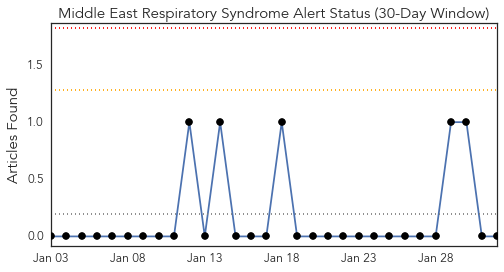 Middle East Respiratory Syndrome Alert Status (30-Day Window)
Articles Found
1.5
1.0
0.5
0.0
Jan 03 Jan 08 Jan 13 Jan 18 Jan 23 Jan 28